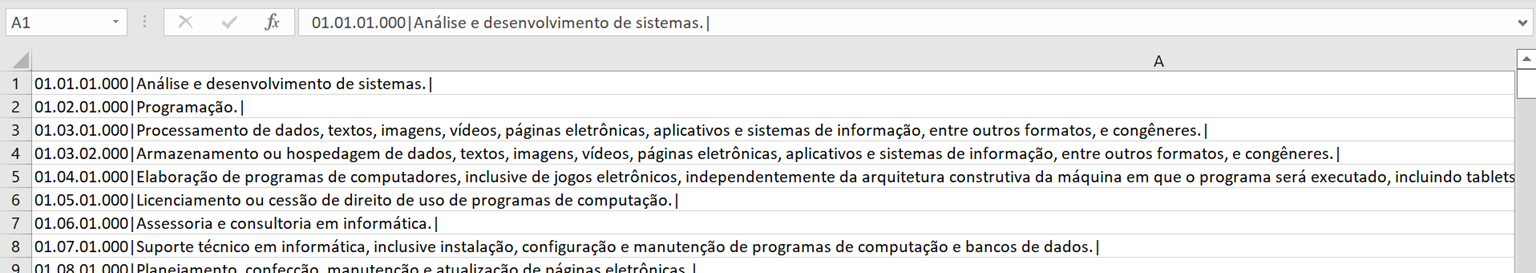 A1 fx 01.01.01.000|Análise e desenvolvimento de sistemas.|
A
1 01.01.01.000|Análise e desenvolvimento de sistemas.|
2 01.02.01.000|Programação.|
3 01.03.01.000|Processamento de dados, textos, imagens, vídeos, páginas eletrônicas, aplicativos e sistemas de informação, entre outros formatos, e congêneres.|
4 01.03.02.000|Armazenamento ou hospedagem de dados, textos, imagens, vídeos, páginas eletrônicas, aplicativos e sistemas de informação, entre outros formatos, e congêneres.|
5 01.04.01.000|Elaboração de programas de computadores, inclusive de jogos eletrônicos, independentemente da arquitetura construtiva da máquina em que o programa será executado, incluindo tablets
6 01.05.01.000|Licenciamento ou cessão de direito de uso de programas de computação.|
7 01.06.01.000|Assessoria e consultoria em informática.|
8 01.07.01.000|Suporte técnico em informática, inclusive instalação, configuração e manutenção de programas de computação e bancos de dados.|
9 01.08.01.000|Planejamento, confecção, manutenção e atualização de páginas eletrônicas.|